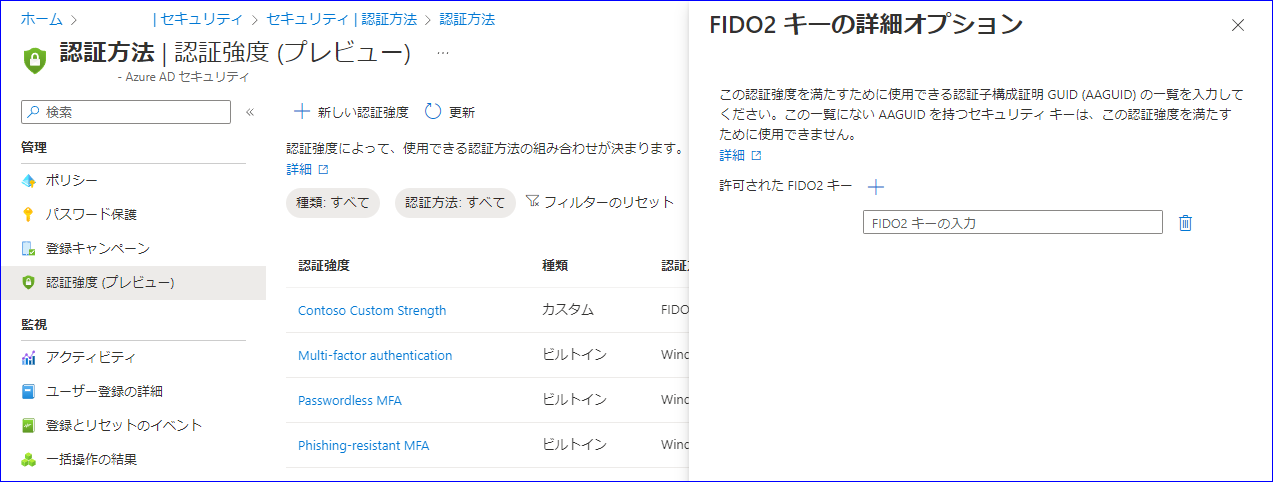 ホーム > | セキュリティ > セキュリティ | 認証方法 > 認証方法
認証方法 | 認証強度 (プレビュー) ...
- Azure AD セキュリティ
検索 «
管理
ポリシー
パスワード保護
登録キャンペーン
認証強度 (プレビュー)
監視
アクティビティ
ユーザー登録の詳細
登録とリセットのイベント
一括操作の結果
+ 新しい認証強度 更新
認証強度によって、使用できる認証方法の組み合わせが決まります。
詳細
種類: すべて 認証方法: すべて フィルターのリセット
認証強度 種類 認証方
Contoso Custom Strength カスタム FIDO
Multi-factor authentication ビルトイン Wind
Passwordless MFA ビルトイン Wind
Phishing-resistant MFA ビルトイン Wind
FIDO2 キーの詳細オプション
この認証強度を満たすために使用できる認証子構成証明 GUID (AAGUID) の一覧を入力して
ください。この一覧にない AAGUID を持つセキュリティ キーは、この認証強度を満たす
ために使用できません。
詳細
許可された FIDO2 キー +
FIDO2 キーの入力